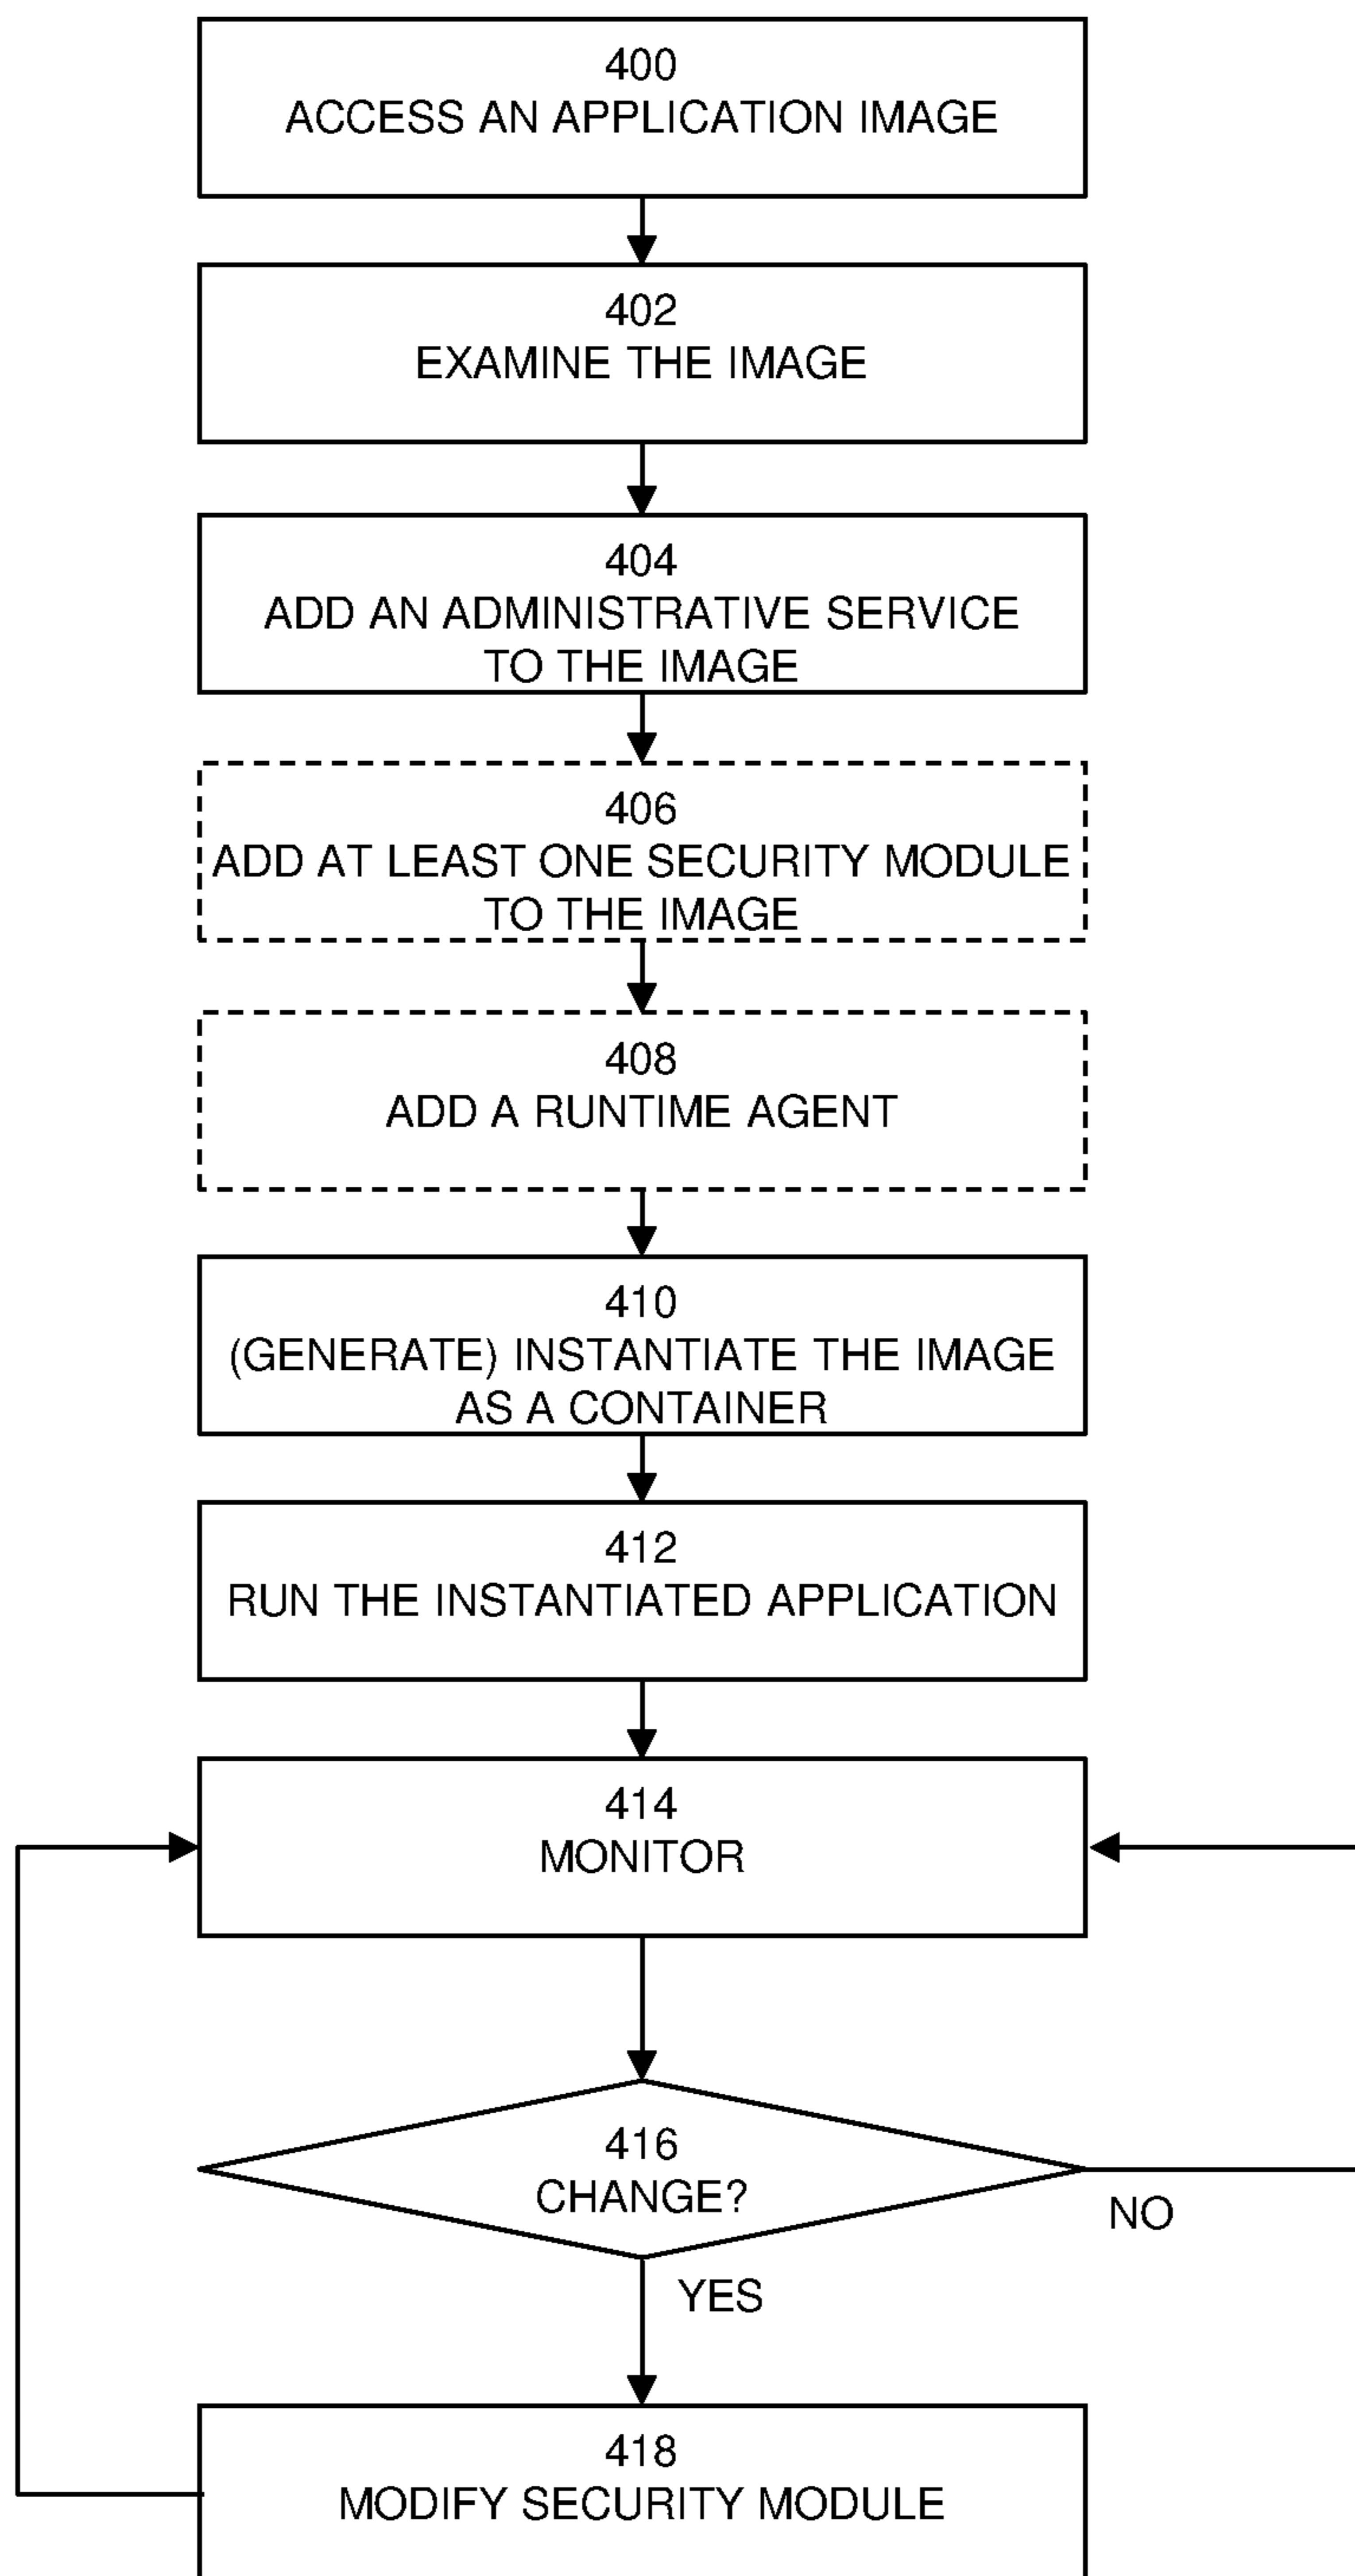 400
ACCESS AN APPLICATION IMAGE
402
EXAMINE THE IMAGE
404
ADD AN ADMINISTRATIVE SERVICE
TO THE IMAGE
406
ADD AT LEAST ONE SECURITY MODULE
TO THE IMAGE
408
ADD A RUNTIME AGENT
410
(GENERATE) INSTANTIATE THE IMAGE
AS A CONTAINER
412
RUN THE INSTANTIATED APPLICATION
414
MONITOR
416
CHANGE?
NO
YES
418
MODIFY SECURITY MODULE